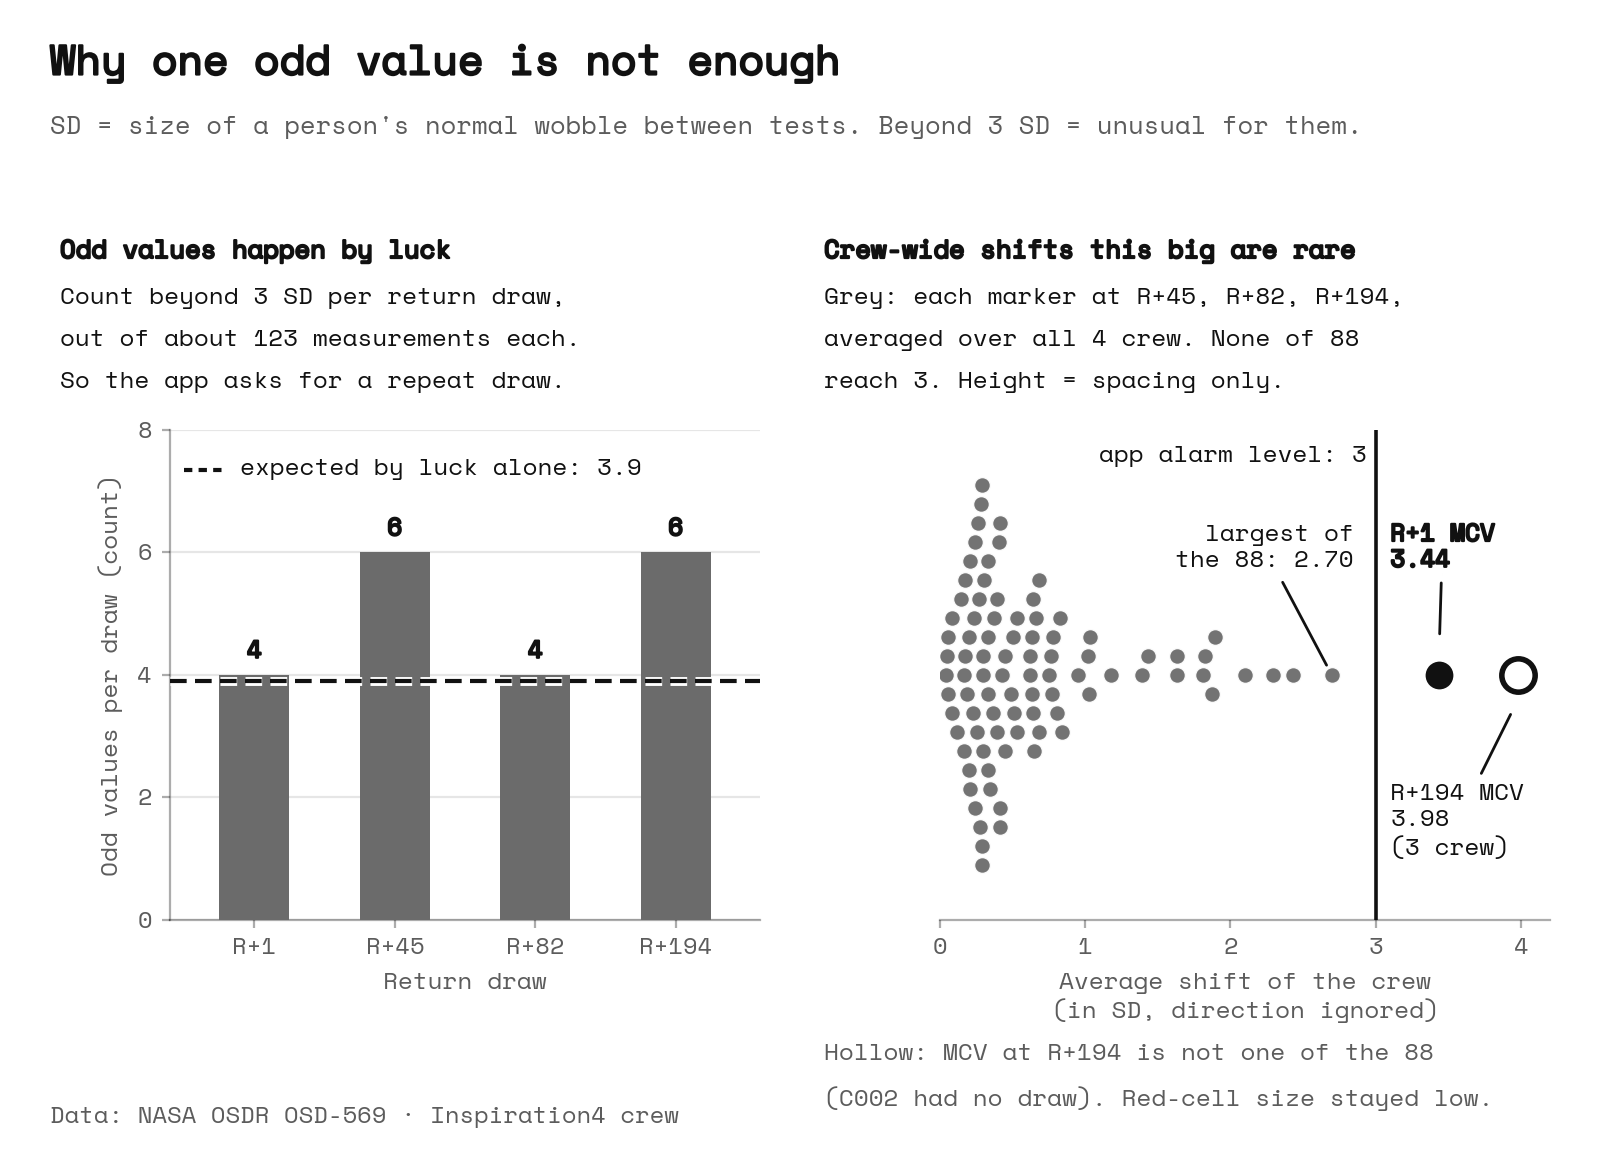 Why one odd value is not enough
SD = size of a person's normal wobble between tests. Beyond 3 SD = unusual for them.
Odd values happen by luck
Count beyond 3 SD per return draw,
out of about 123 measurements each.
So the app asks for a repeat draw.
Odd values per draw (count)
8
6
4
2
0
expected by luck alone: 3.9
4
6
4
6
R+1
R+45
R+82
R+194
Return draw
Crew-wide shifts this big are rare
Grey: each marker at R+45, R+82, R+194,
averaged over all 4 crew. None of 88
reach 3. Height = spacing only.
app alarm level: 3
largest of
the 88: 2.70
R+1 MCV
3.44
R+194 MCV
3.98
(3 crew)
0
1
2
3
4
Average shift of the crew
(in SD, direction ignored)
Hollow: MCV at R+194 is not one of the 88
(C002 had no draw). Red-cell size stayed low.
Data: NASA OSDR OSD-569 · Inspiration4 crew